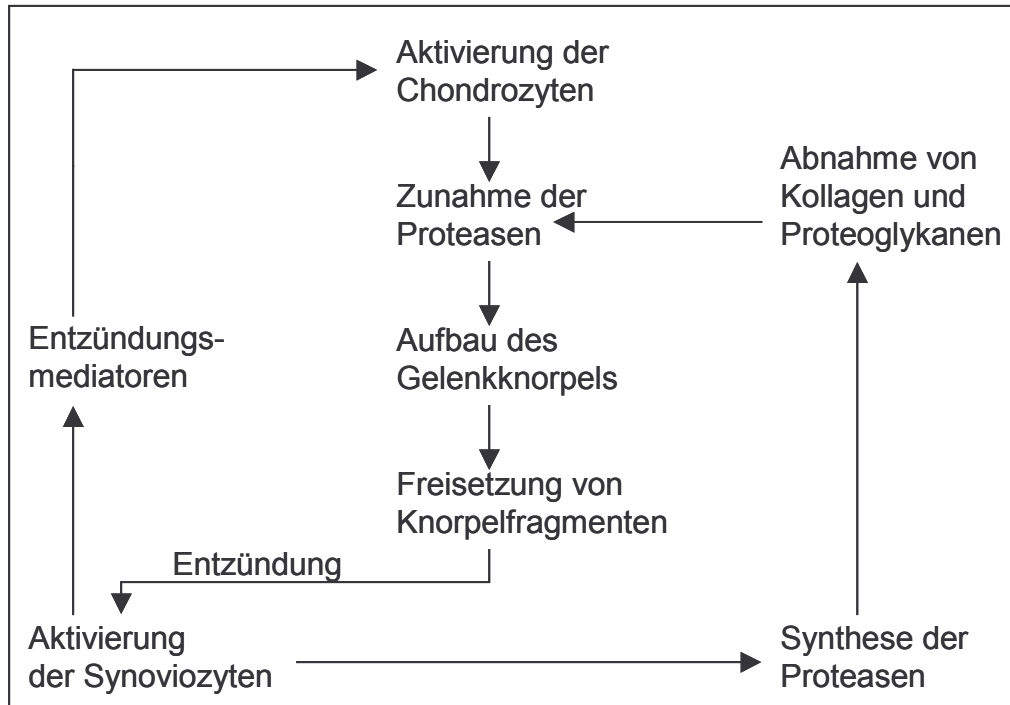 Aktivierung der
Chondrozyten
Abnahme von
Kollagen und
Proteoglykanen
Zunahme der
Proteasen
Entzündungs-
mediatoren
Aufbau des
Gelenkknorpels
Freisetzung von
Knorpelfragmenten
Entzündung
Aktivierung
der Synoviozyten
Synthese der
Proteasen